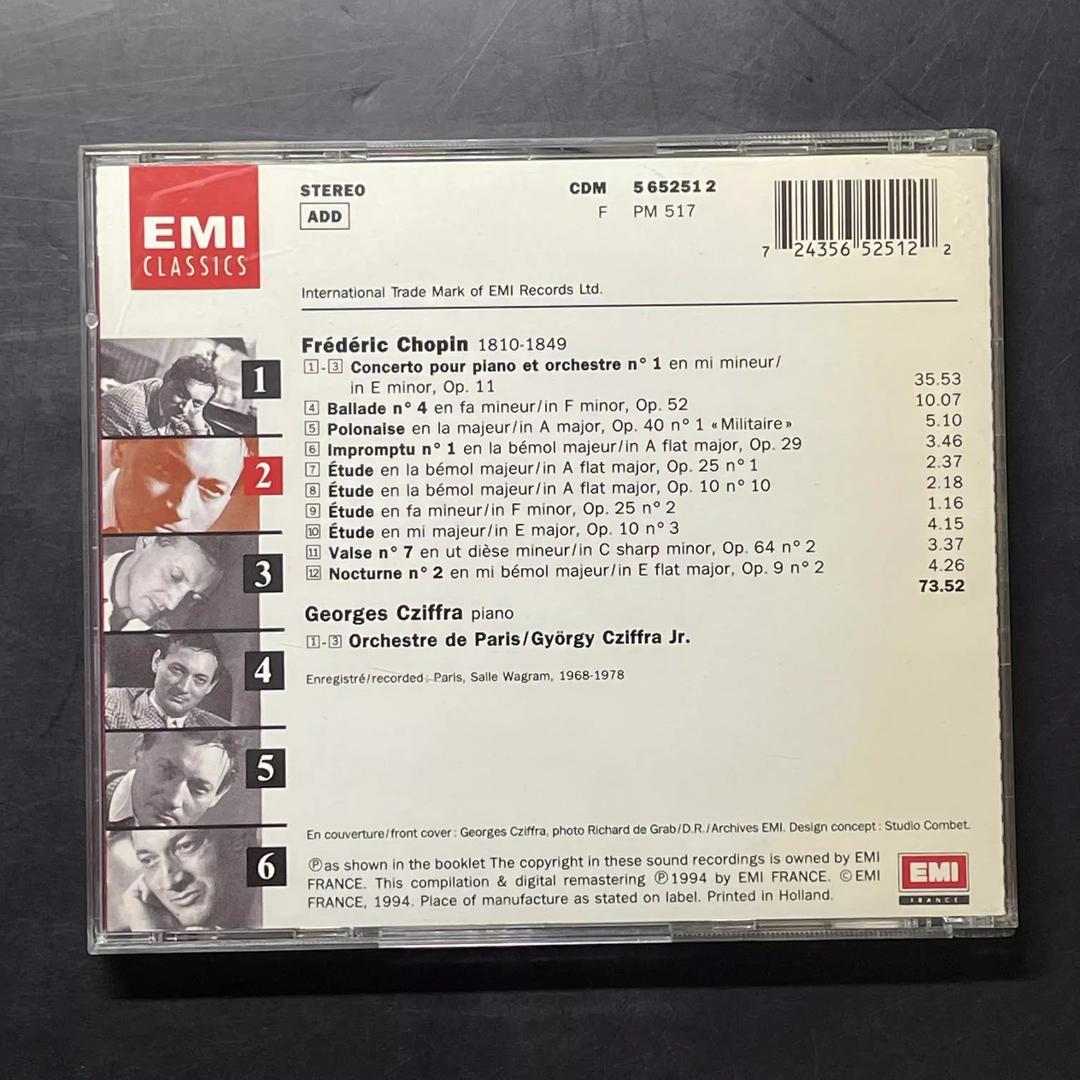 EMI
CLASSICS
STEREO
ADD
CDM 5 65251 2
F PM 517
7 24356 52512 2
International Trade Mark of EMI Records Ltd.
Frédéric Chopin 1810-1849
1-3 Concerto pour piano et orchestre n° 1 en mi mineur/
in E minor, Op. 11 35.53
4 Ballade n° 4 en fa mineur/in F minor, Op. 52 10.07
5 Polonaise en la majeur/in A major, Op. 40 n° 1 « Militaire » 5.10
6 Impromptu n° 1 en la bémol majeur/in A flat major, Op. 29 3.46
7 Étude en la bémol majeur/in A flat major, Op. 25 n° 1 2.37
8 Étude en la bémol majeur/in A flat major, Op. 10 n° 10 2.18
9 Étude en fa mineur/in F minor, Op. 25 n° 2 1.16
10 Étude en mi majeur/in E major, Op. 10 n° 3 4.15
11 Valse n° 7 en ut dièse mineur/in C sharp minor, Op. 64 n° 2 3.37
12 Nocturne n° 2 en mi bémol majeur/in E flat major, Op. 9 n° 2 4.26
73.52
Georges Cziffra piano
1-3 Orchestre de Paris/György Cziffra Jr.
Enregistré/recorded: Paris, Salle Wagram, 1968-1978
1
2
3
4
5
6
En couverture/front cover : Georges Cziffra, photo Richard de Grab/D.R./Archives EMI. Design concept : Studio Combet.
℗ as shown in the booklet The copyright in these sound recordings is owned by EMI
FRANCE. This compilation & digital remastering ℗ 1994 by EMI FRANCE. © EMI
FRANCE, 1994. Place of manufacture as stated on label. Printed in Holland.
EMI
FRANCE